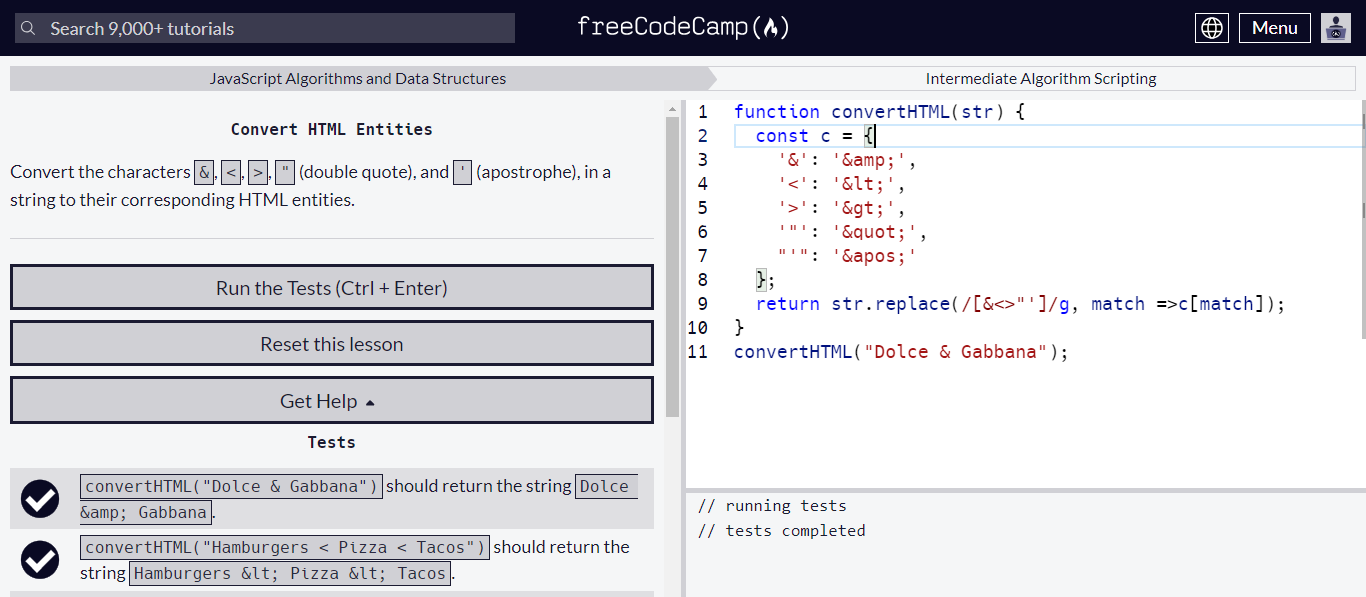 Search 9,000+ tutorials
freeCodeCamp
Menu
JavaScript Algorithms and Data Structures
Intermediate Algorithm Scripting
Convert HTML Entities
Convert the characters &, <, >, " (double quote), and ' (apostrophe), in a
string to their corresponding HTML entities.
Run the Tests (Ctrl + Enter)
Reset this lesson
Get Help
Tests
convertHTML("Dolce & Gabbana") should return the string Dolce
&amp; Gabbana.
convertHTML("Hamburgers < Pizza < Tacos") should return the
string Hamburgers &lt; Pizza &lt; Tacos.
1 function convertHTML(str) {
2   const c = {
3     '&': '&amp;',
4     '<': '&lt;',
5     '>': '&gt;',
6     '"': '&quot;',
7     "'": '&apos;'
8   };
9   return str.replace(/[&<>"']/g, match =>c[match]);
10 }
11 convertHTML("Dolce & Gabbana");
// running tests
// tests completed